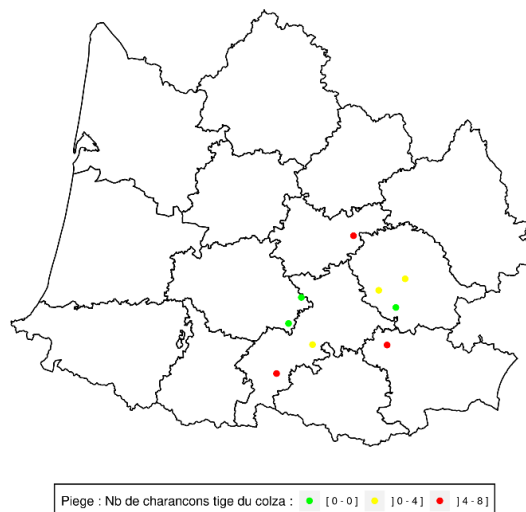 Piege : Nb de charancons tige du colza : [ 0 - 0 ] ] 0 - 4 ] ] 4 - 8 ]